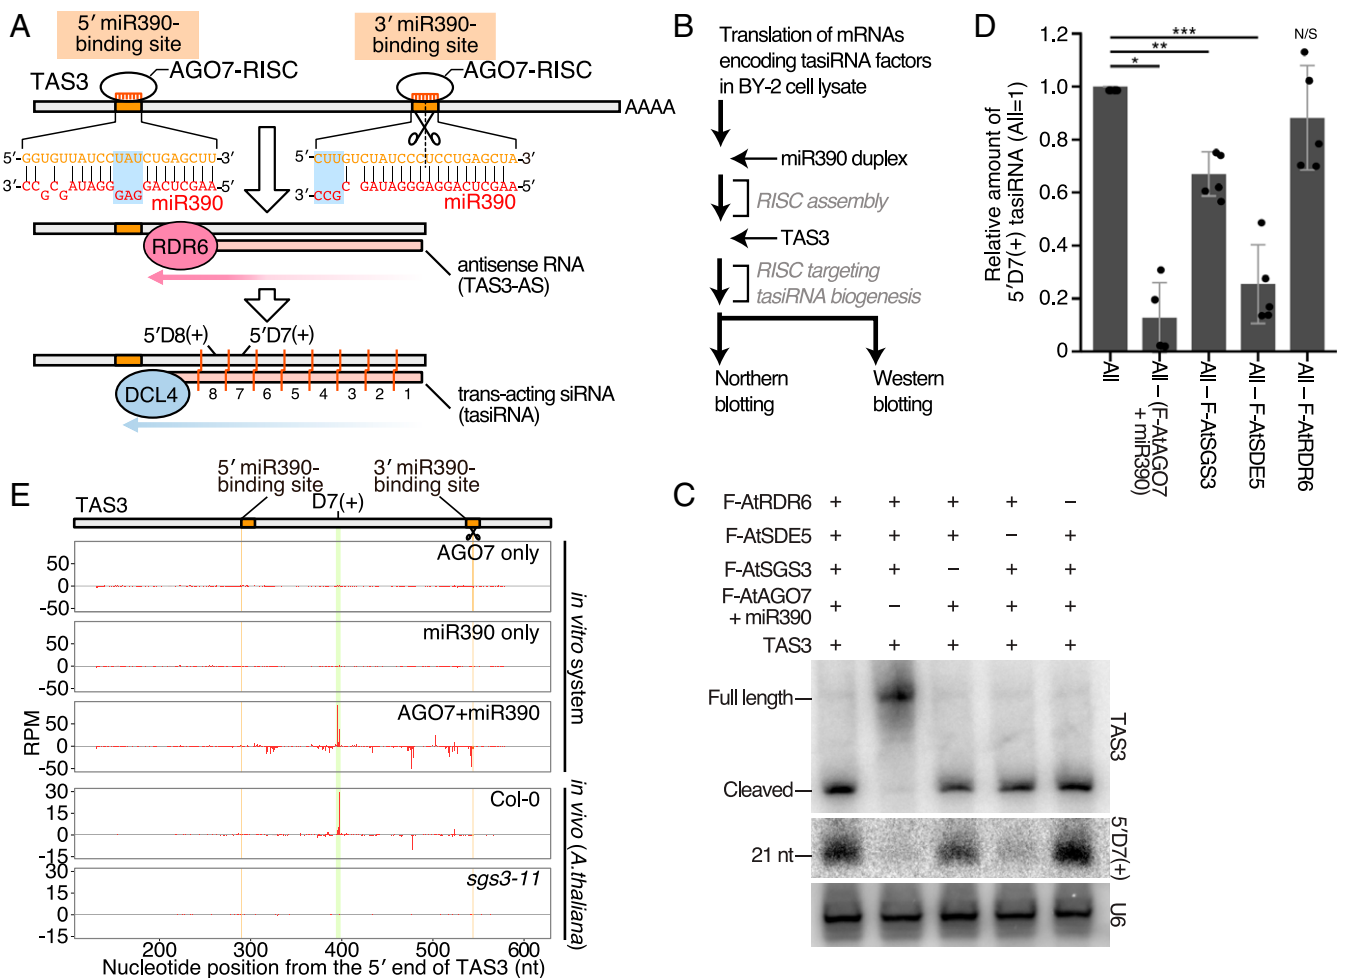 A
5′ miR390-
binding site
3′ miR390-
binding site
TAS3
AGO7-RISC
AGO7-RISC
AAAA
5′-GGUGUUAUCCUAUCUGAGCUU-3′
3′-CC G C G AUAGG GAG GACUCGAA-5′
miR390
5′-CUUGUCUAUCCCUCCUGAGCUA-3′
3′-CCG C GAUAGGGAGGACUCGAA-5′
miR390
RDR6
antisense RNA
(TAS3-AS)
5′D8(+)
5′D7(+)
DCL4
8 7 6 5 4 3 2 1
trans-acting siRNA
(tasiRNA)
B
Translation of mRNAs
encoding tasiRNA factors
in BY-2 cell lysate
miR390 duplex
RISC assembly
TAS3
RISC targeting
tasiRNA biogenesis
Northern
blotting
Western
blotting
D
Relative amount of
5′D7(+) tasiRNA (All=1)
1.2
1.0
0.8
0.6
0.4
0.2
0
*
**
***
N/S
All
All – (F-AtAGO7
+ miR390)
All – F-AtSGS3
All – F-AtSDE5
All – F-AtRDR6
C
F-AtRDR6 + + + + –
F-AtSDE5 + + + – +
F-AtSGS3 + + – + +
F-AtAGO7
+ miR390 + – + + +
TAS3 + + + + +
Full length
Cleaved
TAS3
21 nt
5′D7(+)
U6
E
5′ miR390-
binding site
3′ miR390-
binding site
TAS3
D7(+)
AGO7 only
50
0
-50
miR390 only
50
0
-50
AGO7+miR390
50
0
-50
RPM
in vitro system
Col-0
30
15
0
-15
sgs3-11
30
15
0
-15
in vivo (A.thaliana)
200 300 400 500 600
Nucleotide position from the 5′ end of TAS3 (nt)